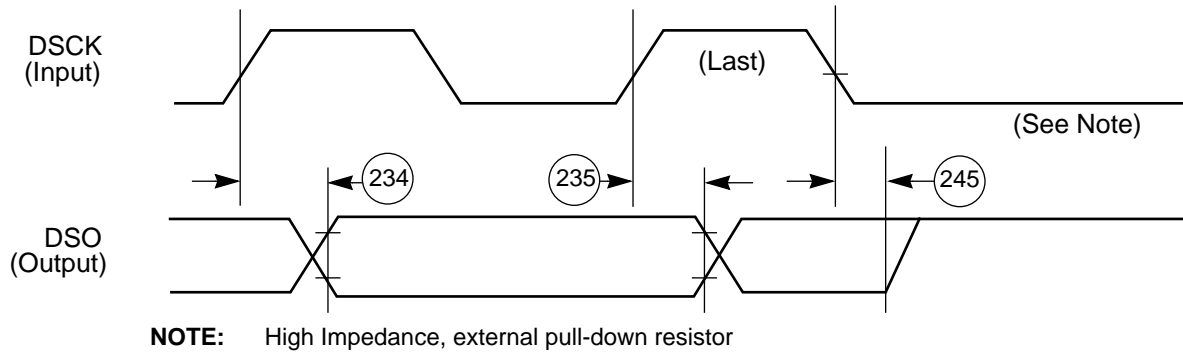 DSCK
(Input)
(Last)
(See Note)
234
235
245
DSO
(Output)
NOTE: High Impedance, external pull-down resistor